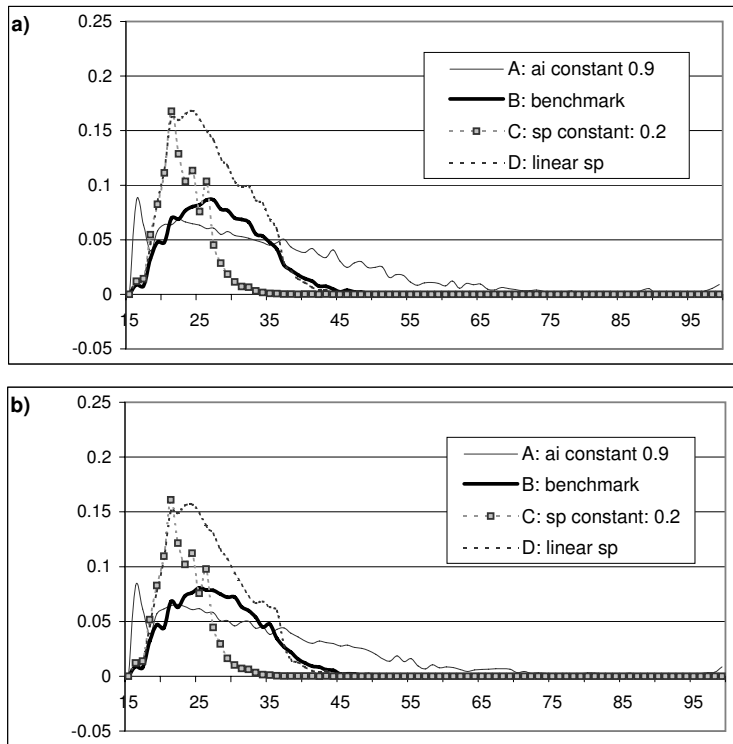 a)
0.25
0.2
0.15
0.1
0.05
0
-0.05
15 25 35 45 55 65 75 85 95
A: ai constant 0.9
B: benchmark
C: sp constant: 0.2
D: linear sp
b)
0.25
0.2
0.15
0.1
0.05
0
-0.05
15 25 35 45 55 65 75 85 95
A: ai constant 0.9
B: benchmark
C: sp constant: 0.2
D: linear sp